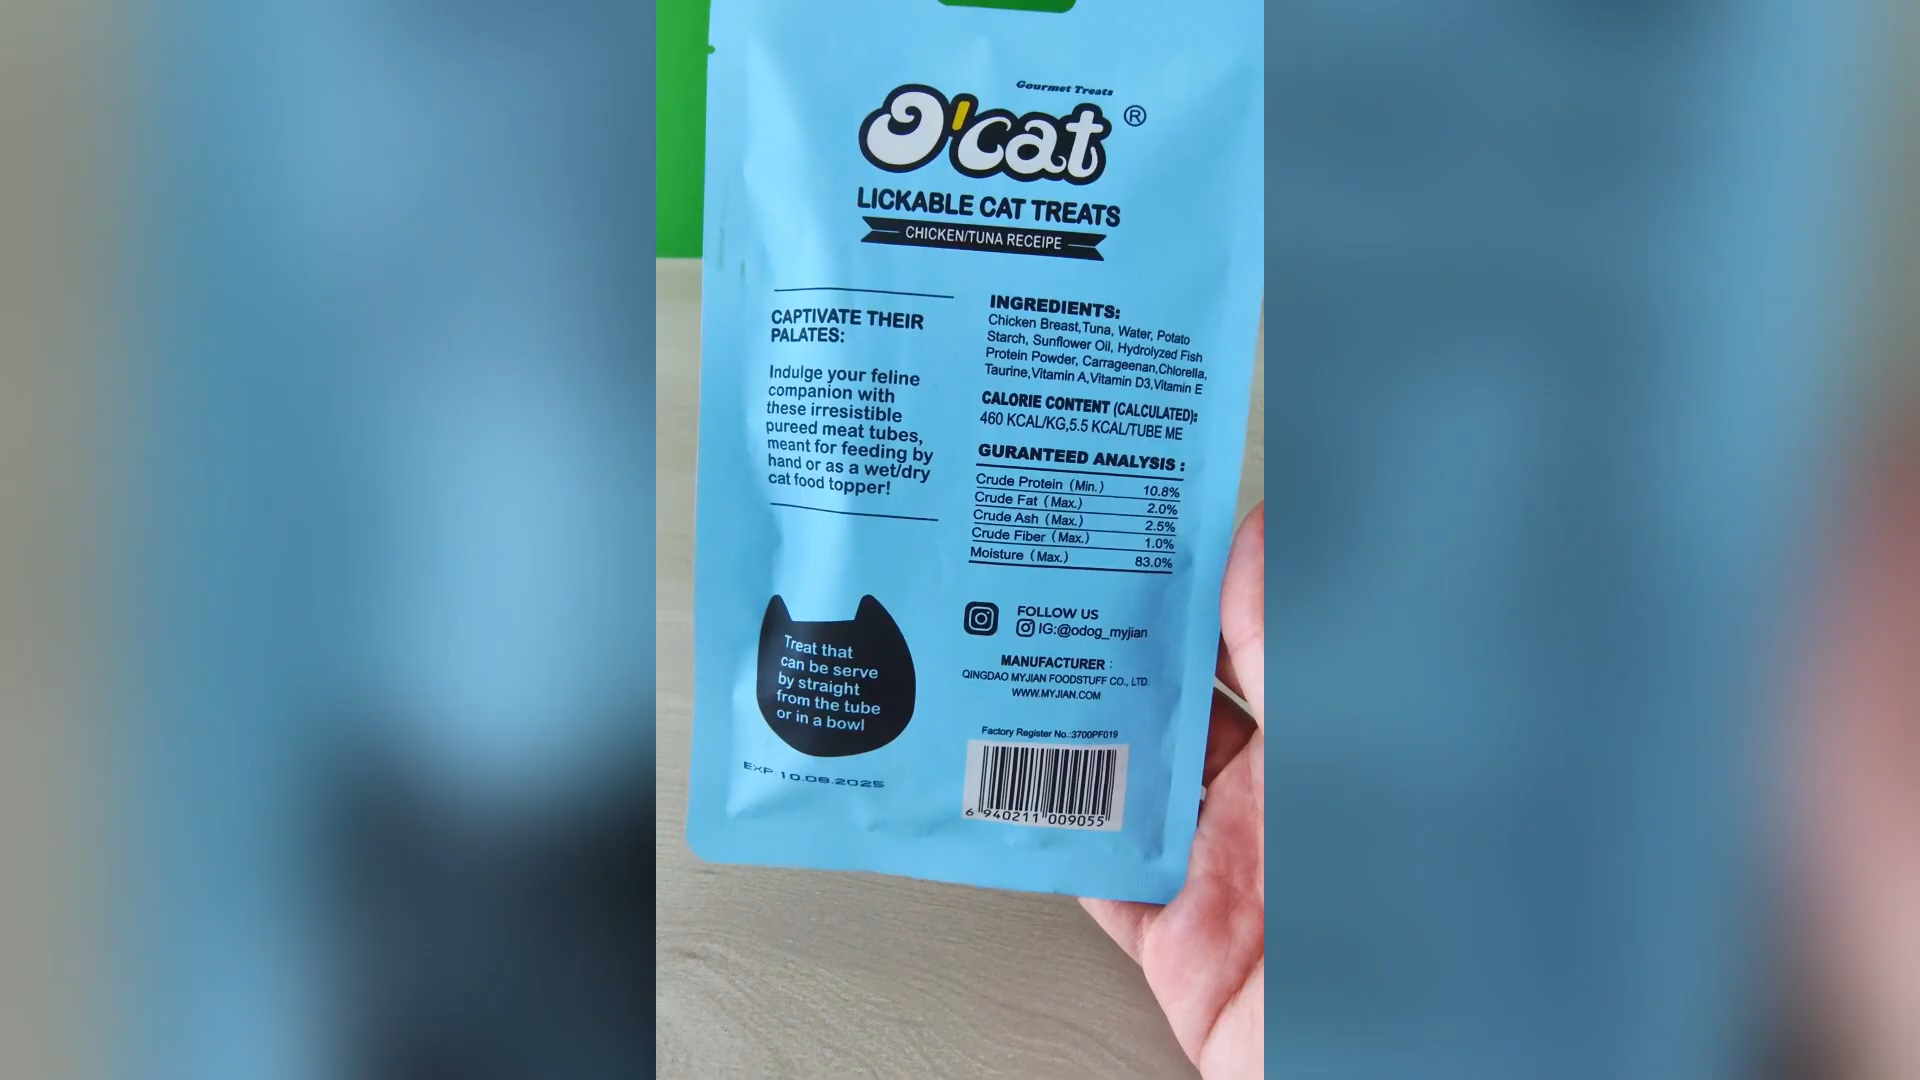 Gourmet Treats
O'cat ®
LICKABLE CAT TREATS
CHICKEN/TUNA RECEIPE
CAPTIVATE THEIR
PALATES:
Indulge your feline
companion with
these irresistible
pureed meat tubes,
meant for feeding by
hand or as a wet/dry
cat food topper!
Treat that
can be serve
by straight
from the tube
or in a bowl
EXP 10.08.2025
INGREDIENTS:
Chicken Breast,Tuna, Water, Potato
Starch, Sunflower Oil, Hydrolyzed Fish
Protein Powder, Carrageenan,Chlorella,
Taurine,Vitamin A,Vitamin D3,Vitamin E
CALORIE CONTENT (CALCULATED):
460 KCAL/KG,5.5 KCAL/TUBE ME
GURANTEED ANALYSIS :
Crude Protein (Min.) 10.8%
Crude Fat (Max.) 2.0%
Crude Ash (Max.) 2.5%
Crude Fiber (Max.) 1.0%
Moisture (Max.) 83.0%
FOLLOW US
IG:@odog_myjian
MANUFACTURER :
QINGDAO MYJIAN FOODSTUFF CO., LTD.
WWW.MYJIAN.COM
Factory Register No.:3700PF019
6 940211 009055